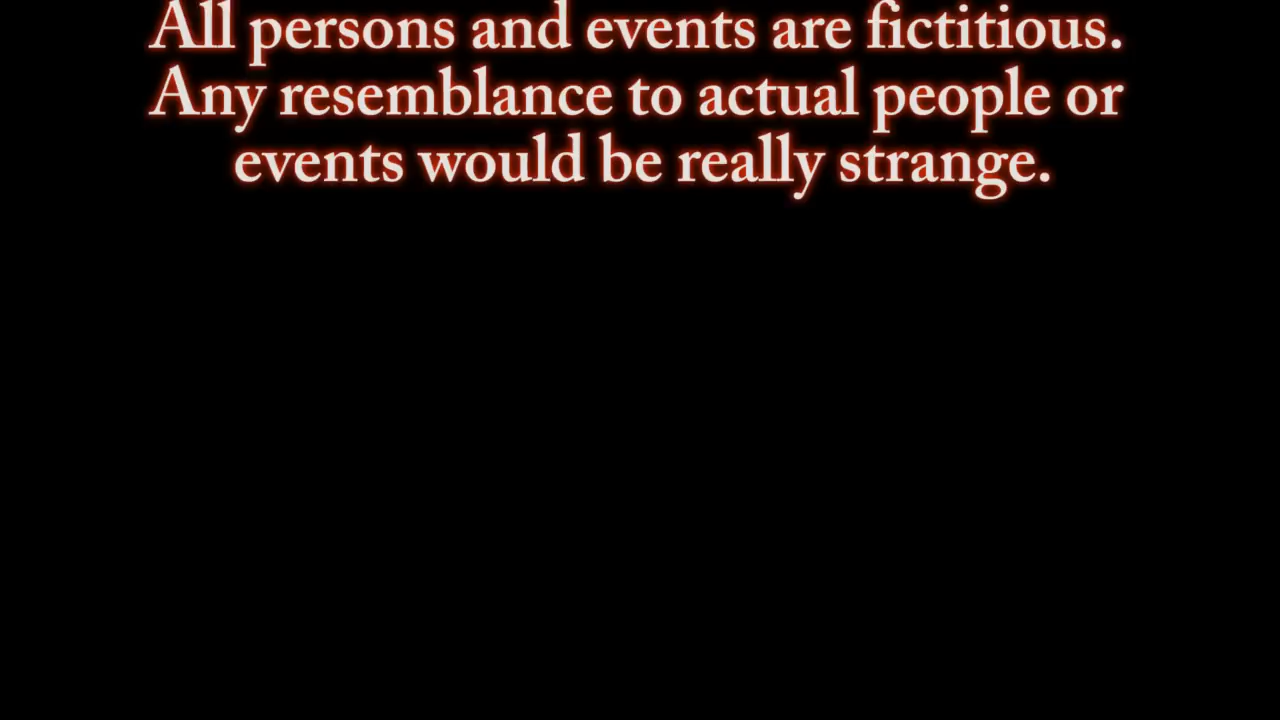 All persons and events are fictitious.
Any resemblance to actual people or
events would be really strange.